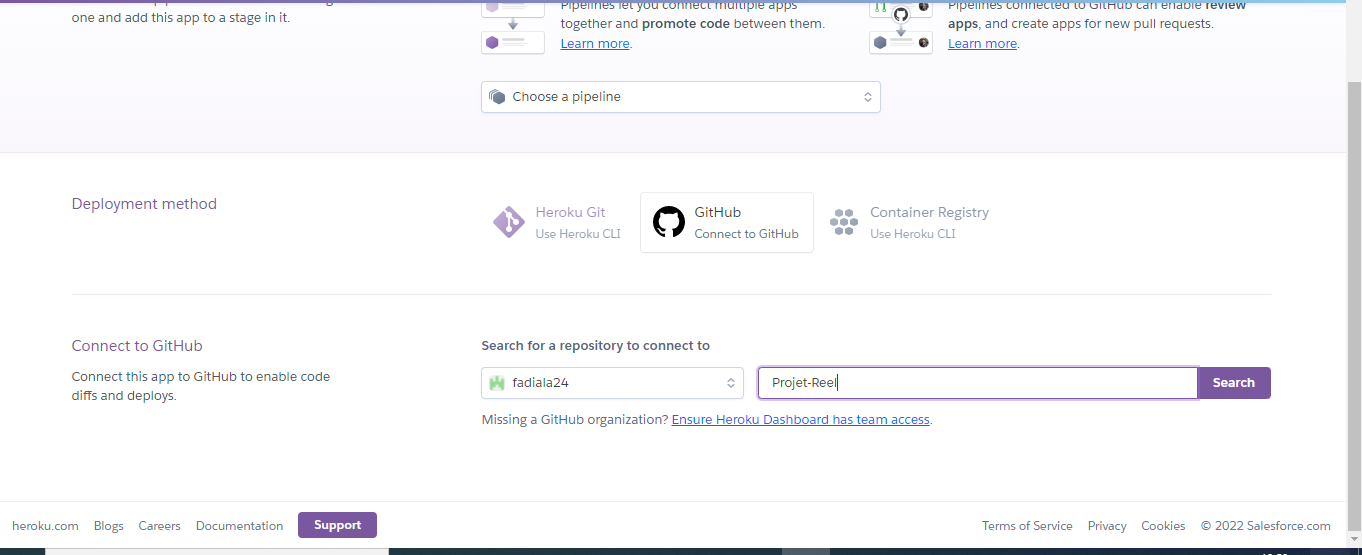 one and add this app to a stage in it.
Pipelines let you connect multiple apps
together and promote code between them.
Learn more.
Pipelines connected to GitHub can enable review
apps, and create apps for new pull requests.
Learn more.
Choose a pipeline
Deployment method
Heroku Git
Use Heroku CLI
GitHub
Connect to GitHub
Container Registry
Use Heroku CLI
Connect to GitHub
Connect this app to GitHub to enable code
diffs and deploys.
Search for a repository to connect to
fadiala24
Projet-Reel
Search
Missing a GitHub organization? Ensure Heroku Dashboard has team access.
heroku.com
Blogs
Careers
Documentation
Support
Terms of Service
Privacy
Cookies
© 2022 Salesforce.com